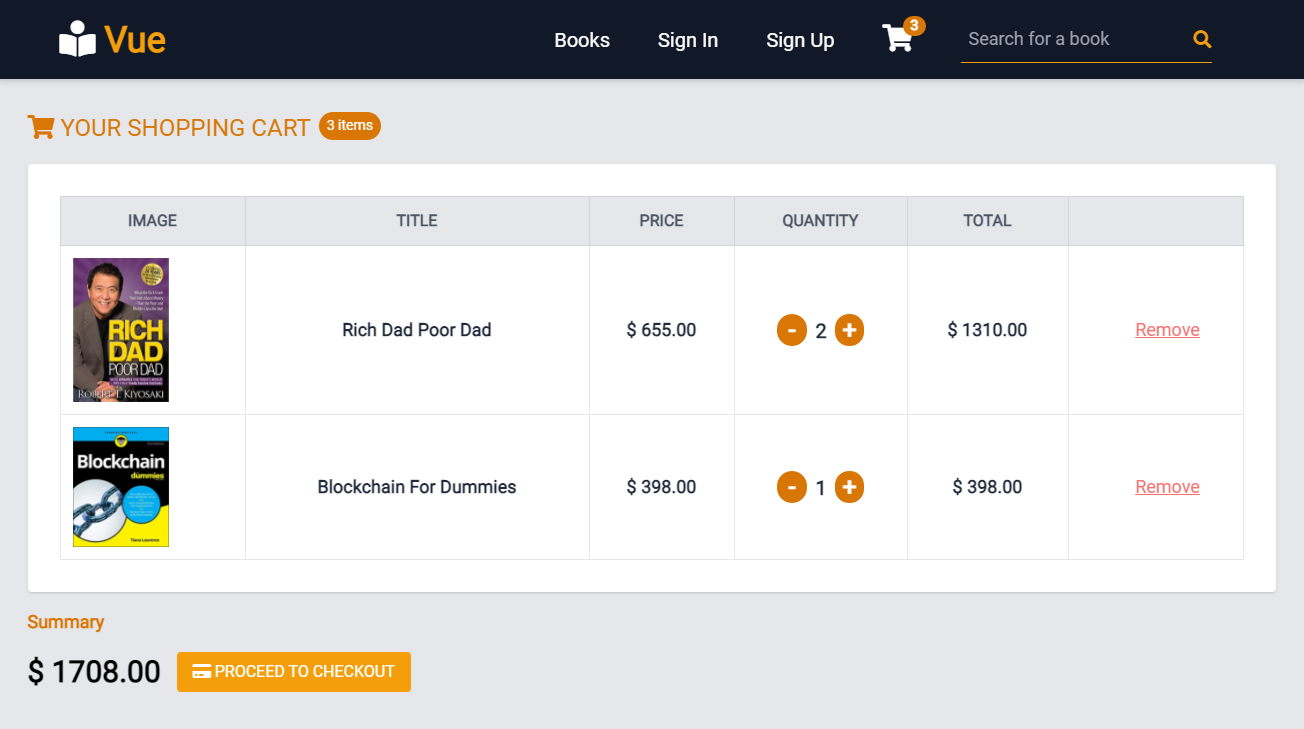 Vue
Books
Sign In
Sign Up
3
Search for a book
YOUR SHOPPING CART
3 items
IMAGE TITLE PRICE QUANTITY TOTAL
RICH
DAD
POOR DAD
ROBERT T. KIYOSAKI
Rich Dad Poor Dad $ 655.00 - 2 + $ 1310.00 Remove
Blockchain
dummies
Tiana Laurence
Blockchain For Dummies $ 398.00 - 1 + $ 398.00 Remove
Summary
$ 1708.00
PROCEED TO CHECKOUT